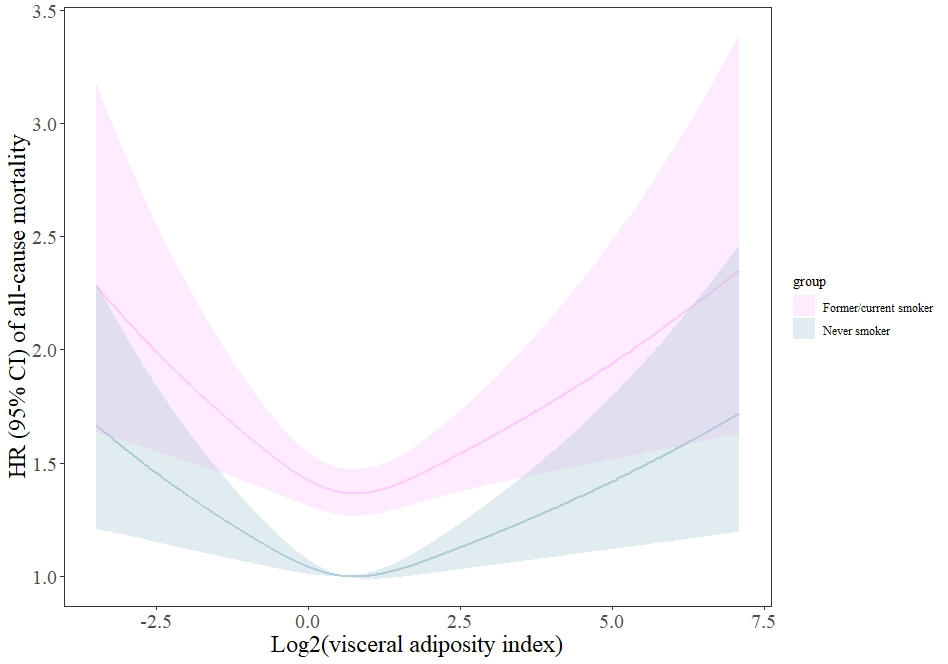 HR (95% CI) of all-cause mortality
3.5
3.0
2.5
2.0
1.5
1.0
-2.5
0.0
2.5
5.0
7.5
Log2(visceral adiposity index)
group
Former/current smoker
Never smoker